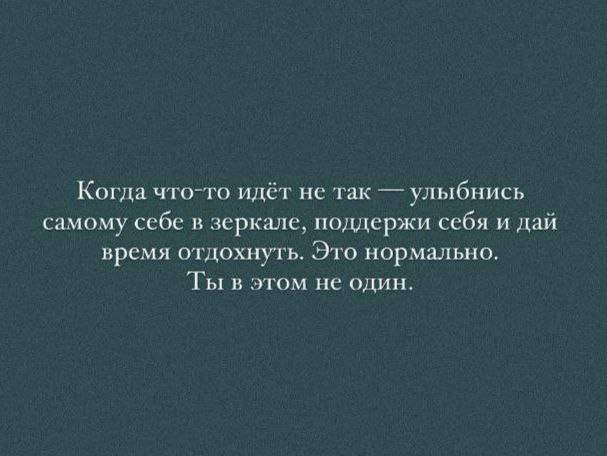 Когда что-то идёт не так — улыбнись
самому себе в зеркале, поддержи себя и дай
время отдохнуть. Это нормально.
Ты в этом не один.